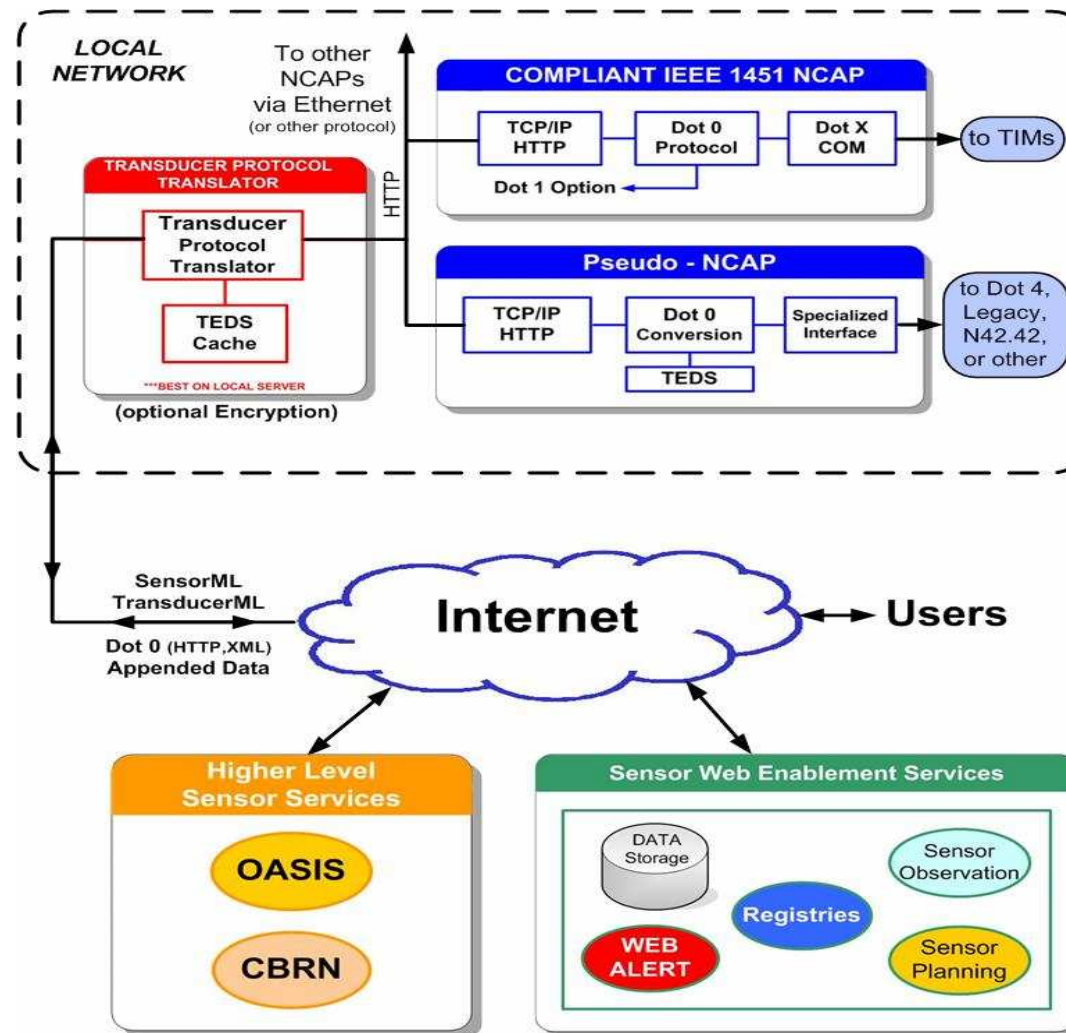 LOCAL
NETWORK
To other
NCAPs
via Ethernet
(or other protocol)
HTTP
COMPLIANT IEEE 1451 NCAP
TCP/IP
HTTP
Dot 0
Protocol
Dot X
COM
Dot 1 Option
to TIMs
TRANSDUCER PROTOCOL
TRANSLATOR
Transducer
Protocol
Translator
TEDS
Cache
***BEST ON LOCAL SERVER
(optional Encryption)
Pseudo - NCAP
TCP/IP
HTTP
Dot 0
Conversion
Specialized
Interface
TEDS
to Dot 4,
Legacy,
N42.42,
or other
SensorML
TransducerML
Dot 0 (HTTP,XML)
Appended Data
Internet
Users
Higher Level
Sensor Services
OASIS
CBRN
Sensor Web Enablement Services
DATA
Storage
Sensor
Observation
Registries
WEB
ALERT
Sensor
Planning